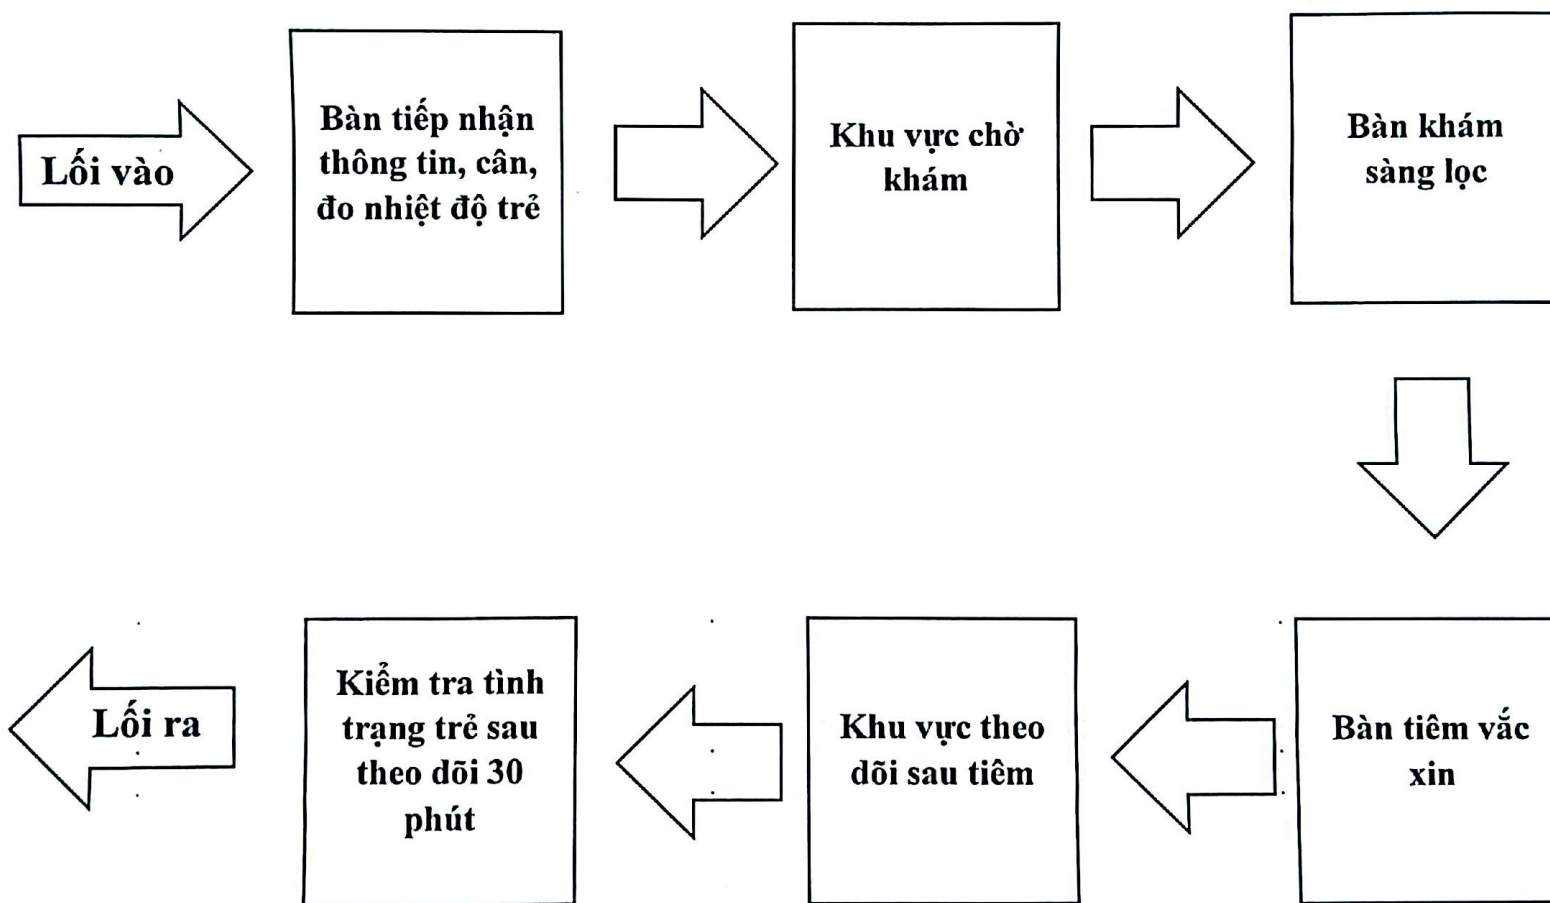 Lối vào
Bàn tiếp nhận
thông tin, cân,
đo nhiệt độ trẻ
Khu vực chờ
khám
Bàn khám
sàng lọc
Bàn tiêm vắc
xin
Khu vực theo
dõi sau tiêm
Kiểm tra tình
trạng trẻ sau
theo dõi 30
phút
Lối ra